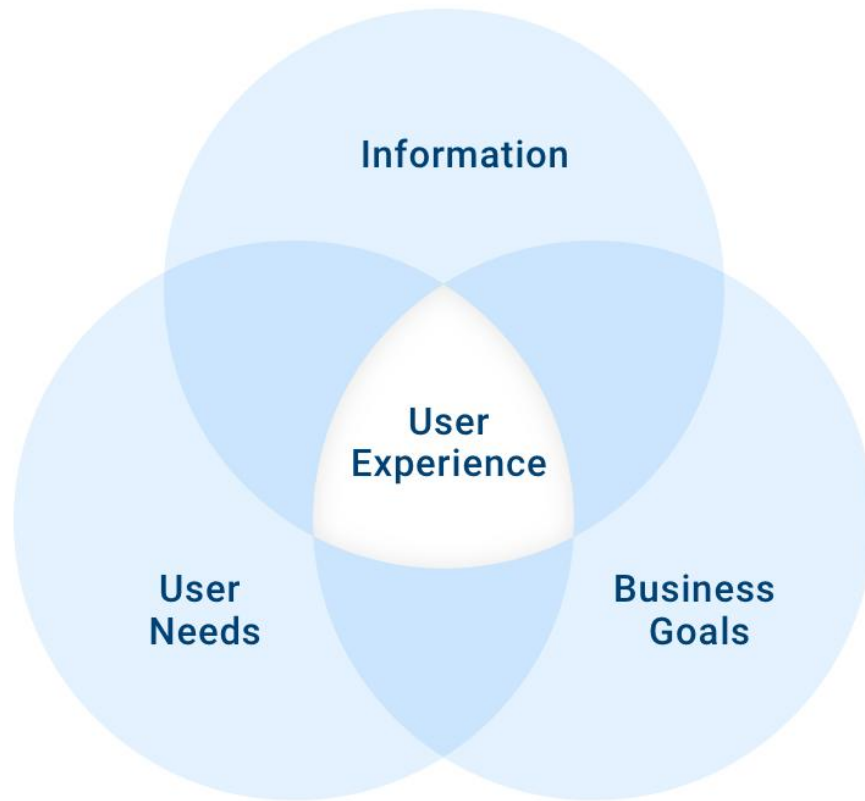 Information
User
Experience
User
Needs
Business
Goals